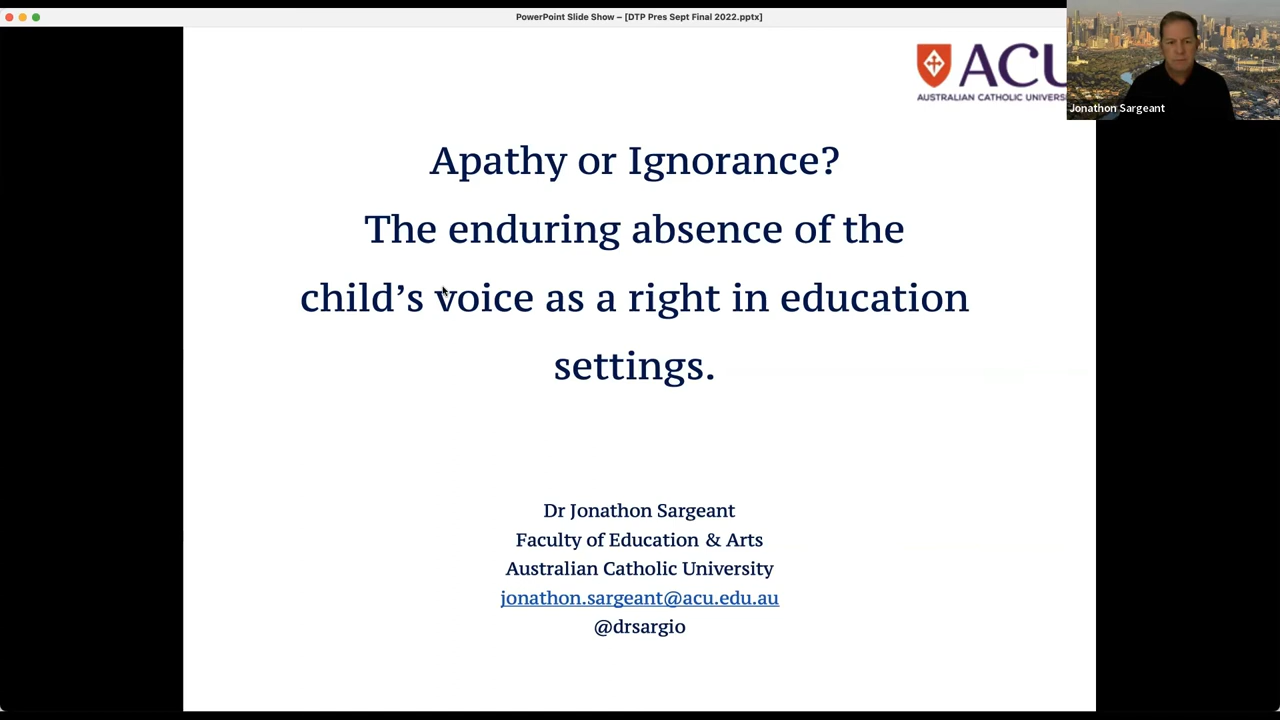 PowerPoint Slide Show – [DTP Pres Sept Final 2022.pptx]
ACU
AUSTRALIAN CATHOLIC
Jonathon Sargeant
Apathy or Ignorance?
The enduring absence of the
child’s voice as a right in education
settings.
Dr Jonathon Sargeant
Faculty of Education & Arts
Australian Catholic University
jonathon.sargeant@acu.edu.au
@drsargio